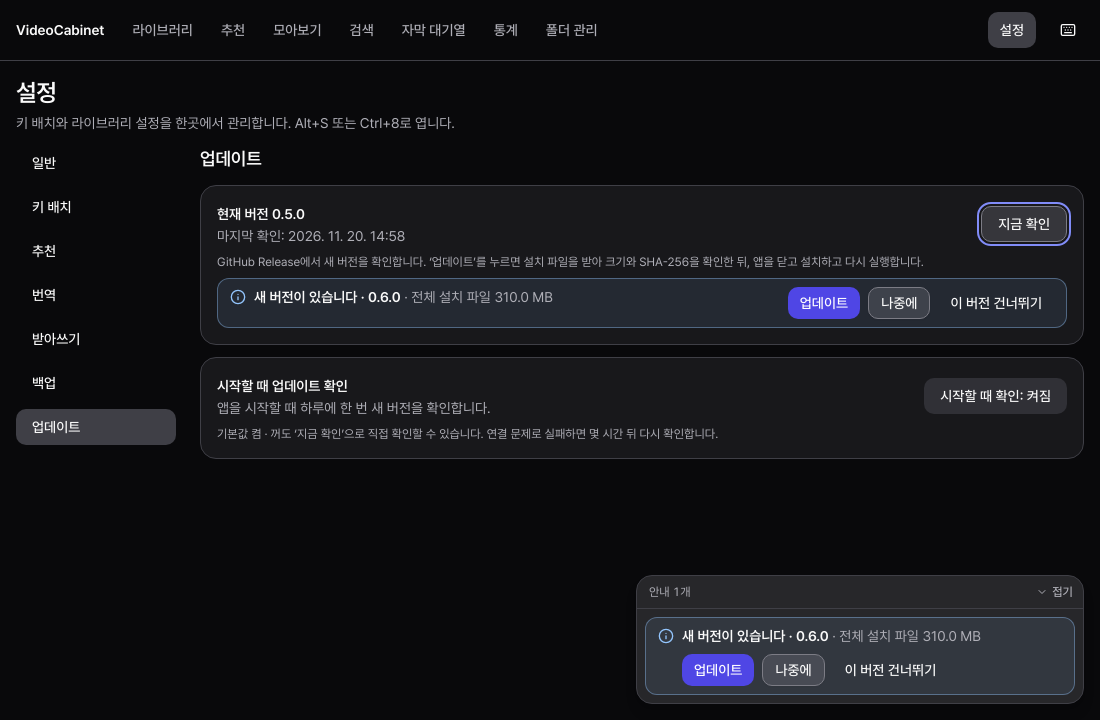 VideoCabinet 라이브러리 추천 모아보기 검색 자막 대기열 통계 폴더 관리 설정
설정
키 배치와 라이브러리 설정을 한곳에서 관리합니다. Alt+S 또는 Ctrl+8로 엽니다.
일반
키 배치
추천
번역
받아쓰기
백업
업데이트
업데이트
현재 버전 0.5.0
마지막 확인: 2026. 11. 20. 14:58
지금 확인
GitHub Release에서 새 버전을 확인합니다. ‘업데이트’를 누르면 설치 파일을 받아 크기와 SHA-256을 확인한 뒤, 앱을 닫고 설치하고 다시 실행합니다.
새 버전이 있습니다 · 0.6.0 · 전체 설치 파일 310.0 MB
업데이트 나중에 이 버전 건너뛰기
시작할 때 업데이트 확인
앱을 시작할 때 하루에 한 번 새 버전을 확인합니다.
시작할 때 확인: 켜짐
기본값 켬 · 꺼도 ‘지금 확인’으로 직접 확인할 수 있습니다. 연결 문제로 실패하면 몇 시간 뒤 다시 확인합니다.
안내 1개 접기
새 버전이 있습니다 · 0.6.0 · 전체 설치 파일 310.0 MB
업데이트 나중에 이 버전 건너뛰기